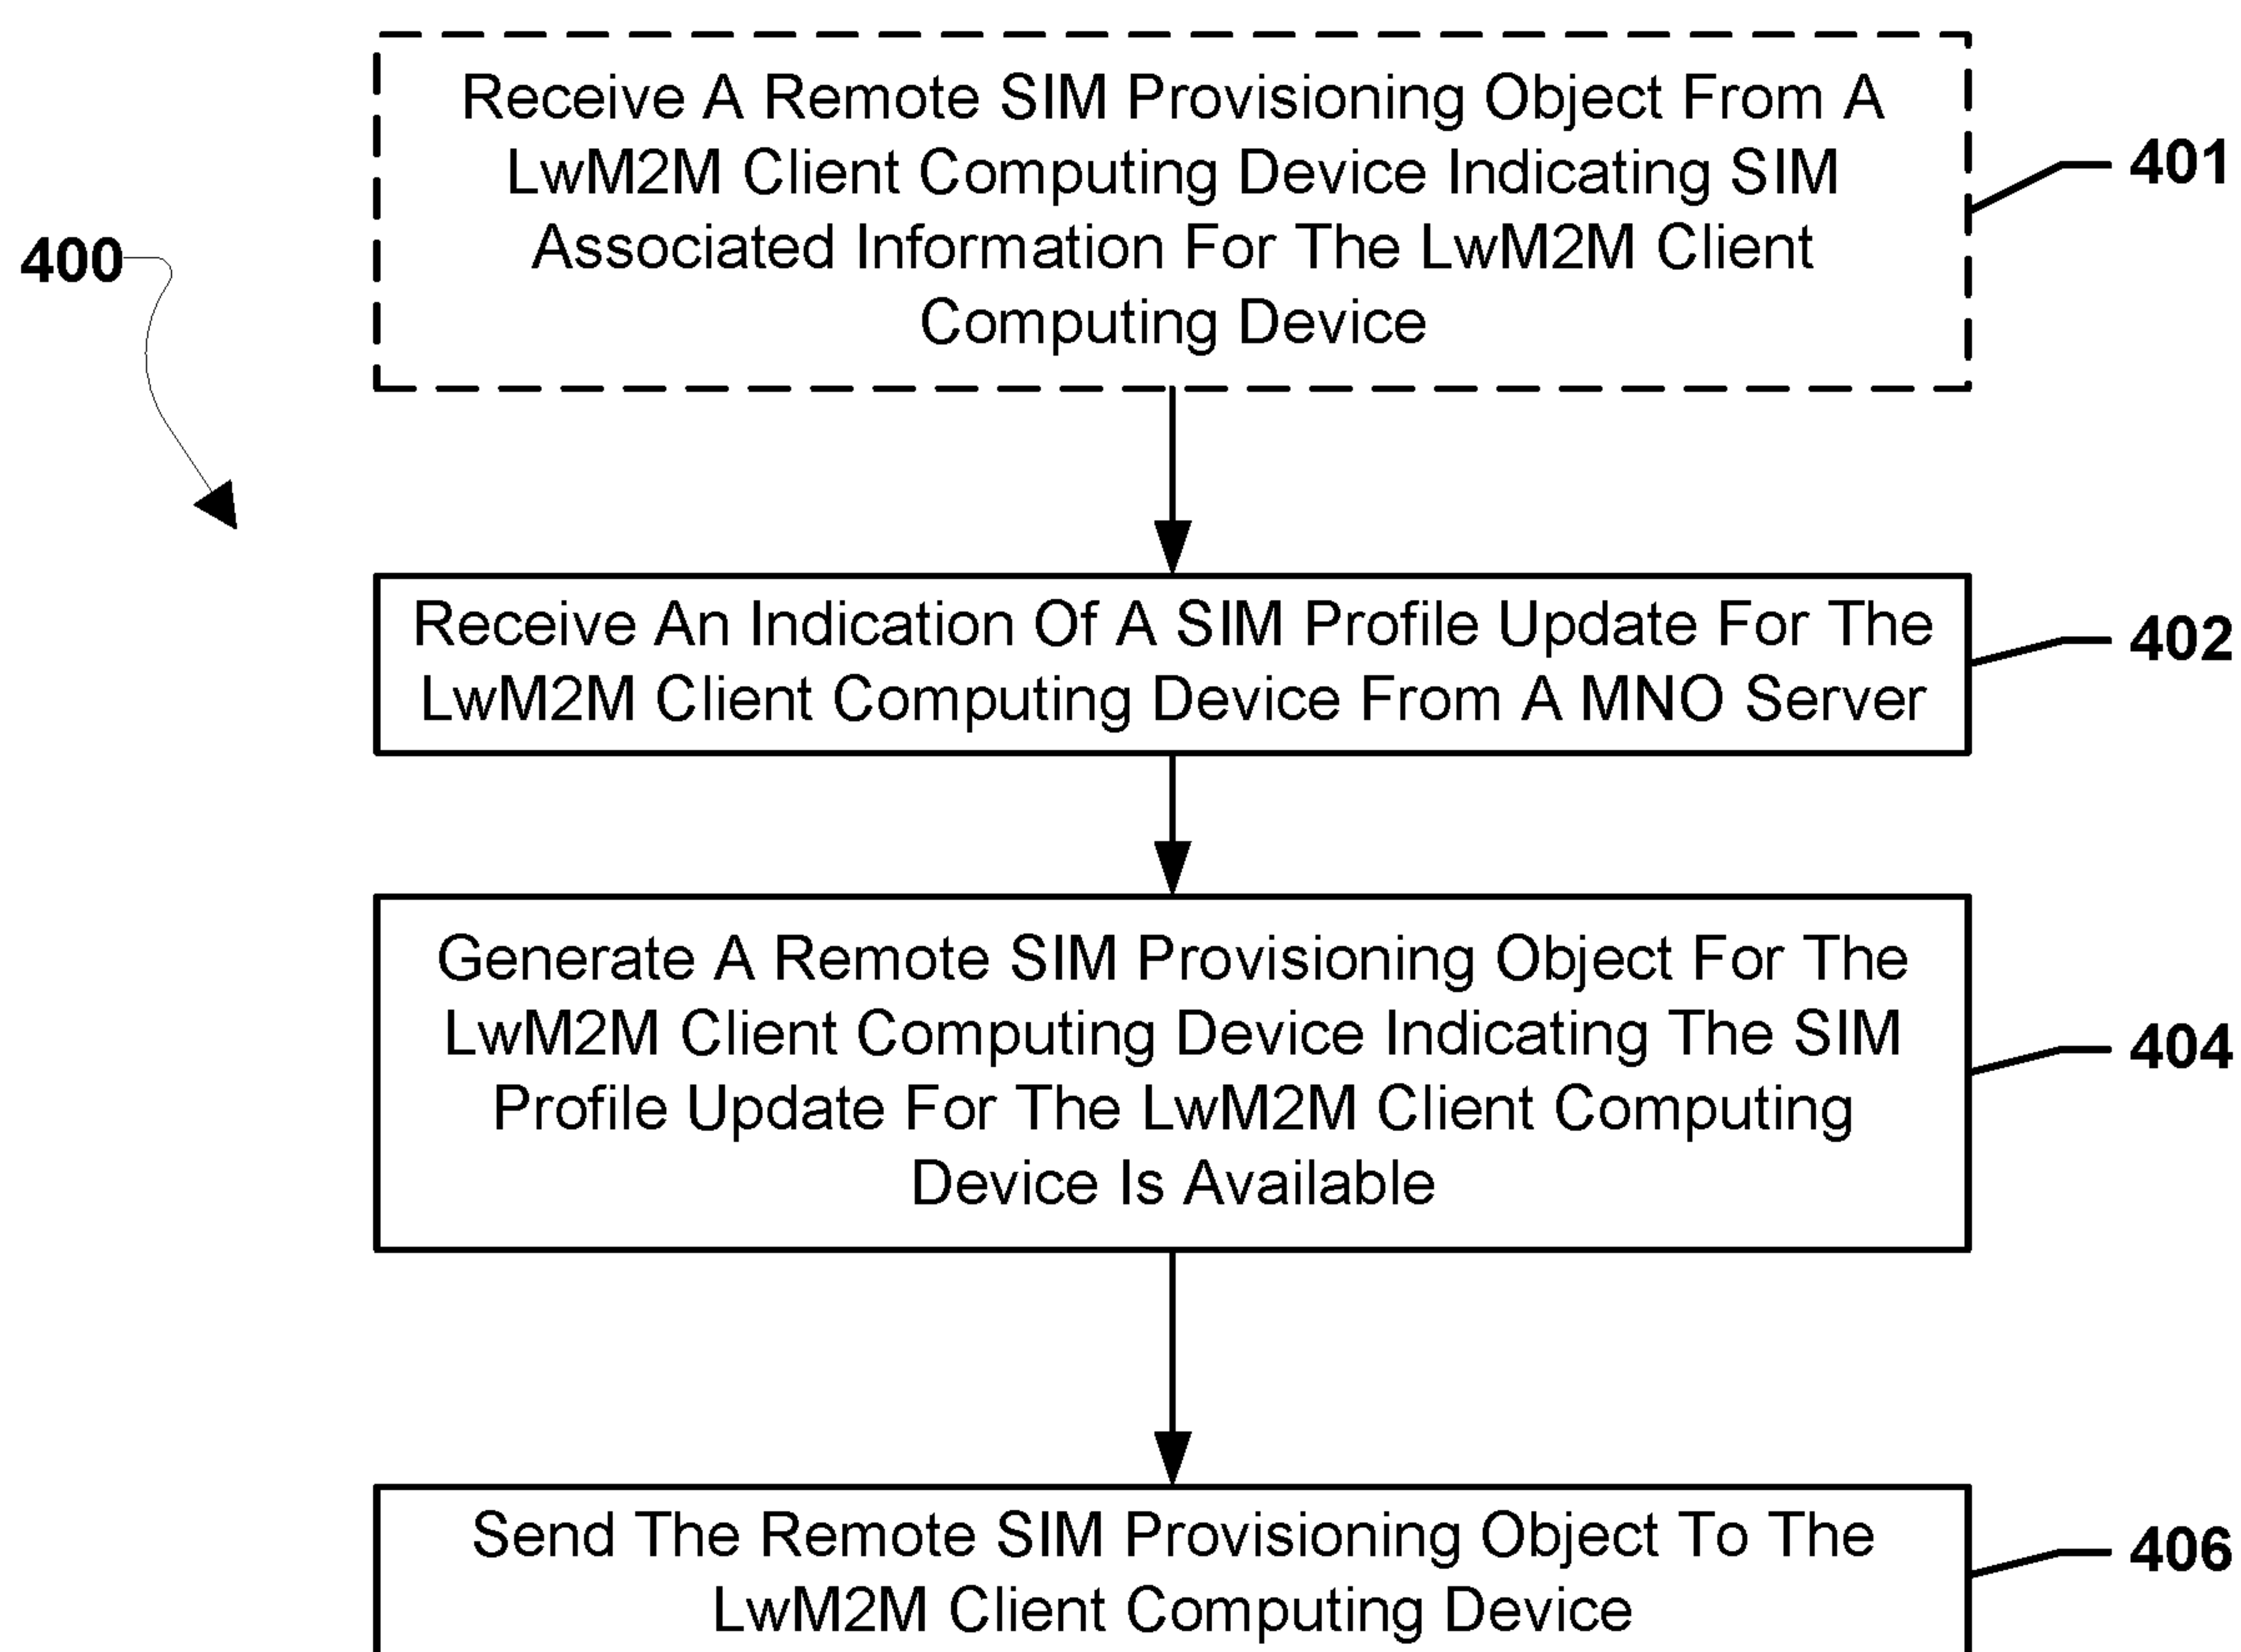 Receive A Remote SIM Provisioning Object From A
LwM2M Client Computing Device Indicating SIM
Associated Information For The LwM2M Client
Computing Device
401
400
Receive An Indication Of A SIM Profile Update For The
LwM2M Client Computing Device From A MNO Server
402
Generate A Remote SIM Provisioning Object For The
LwM2M Client Computing Device Indicating The SIM
Profile Update For The LwM2M Client Computing
Device Is Available
404
Send The Remote SIM Provisioning Object To The
LwM2M Client Computing Device
406